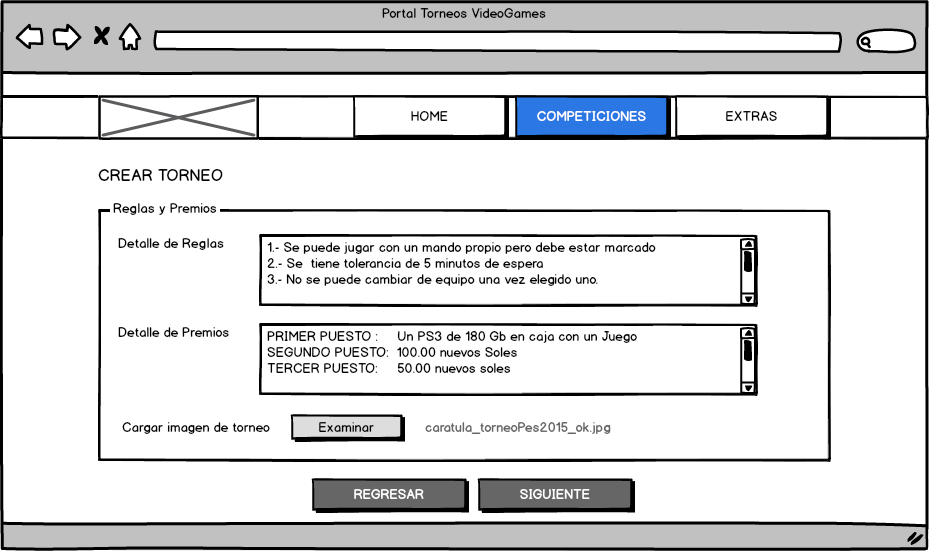 Portal Torneos VideoGames
HOME
COMPETICIONES
EXTRAS
CREAR TORNEO
Reglas y Premios
Detalle de Reglas
1.- Se puede jugar con un mando propio pero debe estar marcado
2.- Se tiene tolerancia de 5 minutos de espera
3.- No se puede cambiar de equipo una vez elegido uno.
Detalle de Premios
PRIMER PUESTO : Un PS3 de 180 Gb en caja con un Juego
SEGUNDO PUESTO: 100.00 nuevos Soles
TERCER PUESTO: 50.00 nuevos soles
Cargar imagen de torneo
Examinar
caratula_torneoPes2015_ok.jpg
REGRESAR
SIGUIENTE